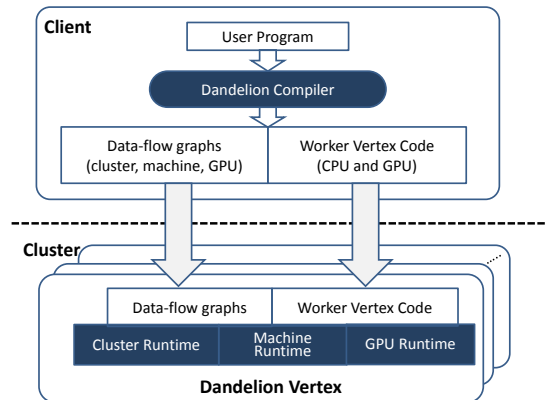 Client
User Program
Dandelion Compiler
Data-flow graphs
(cluster, machine, GPU)
Worker Vertex Code
(CPU and GPU)
Cluster
Data-flow graphs
Worker Vertex Code
Cluster Runtime
Machine
Runtime
GPU Runtime
Dandelion Vertex